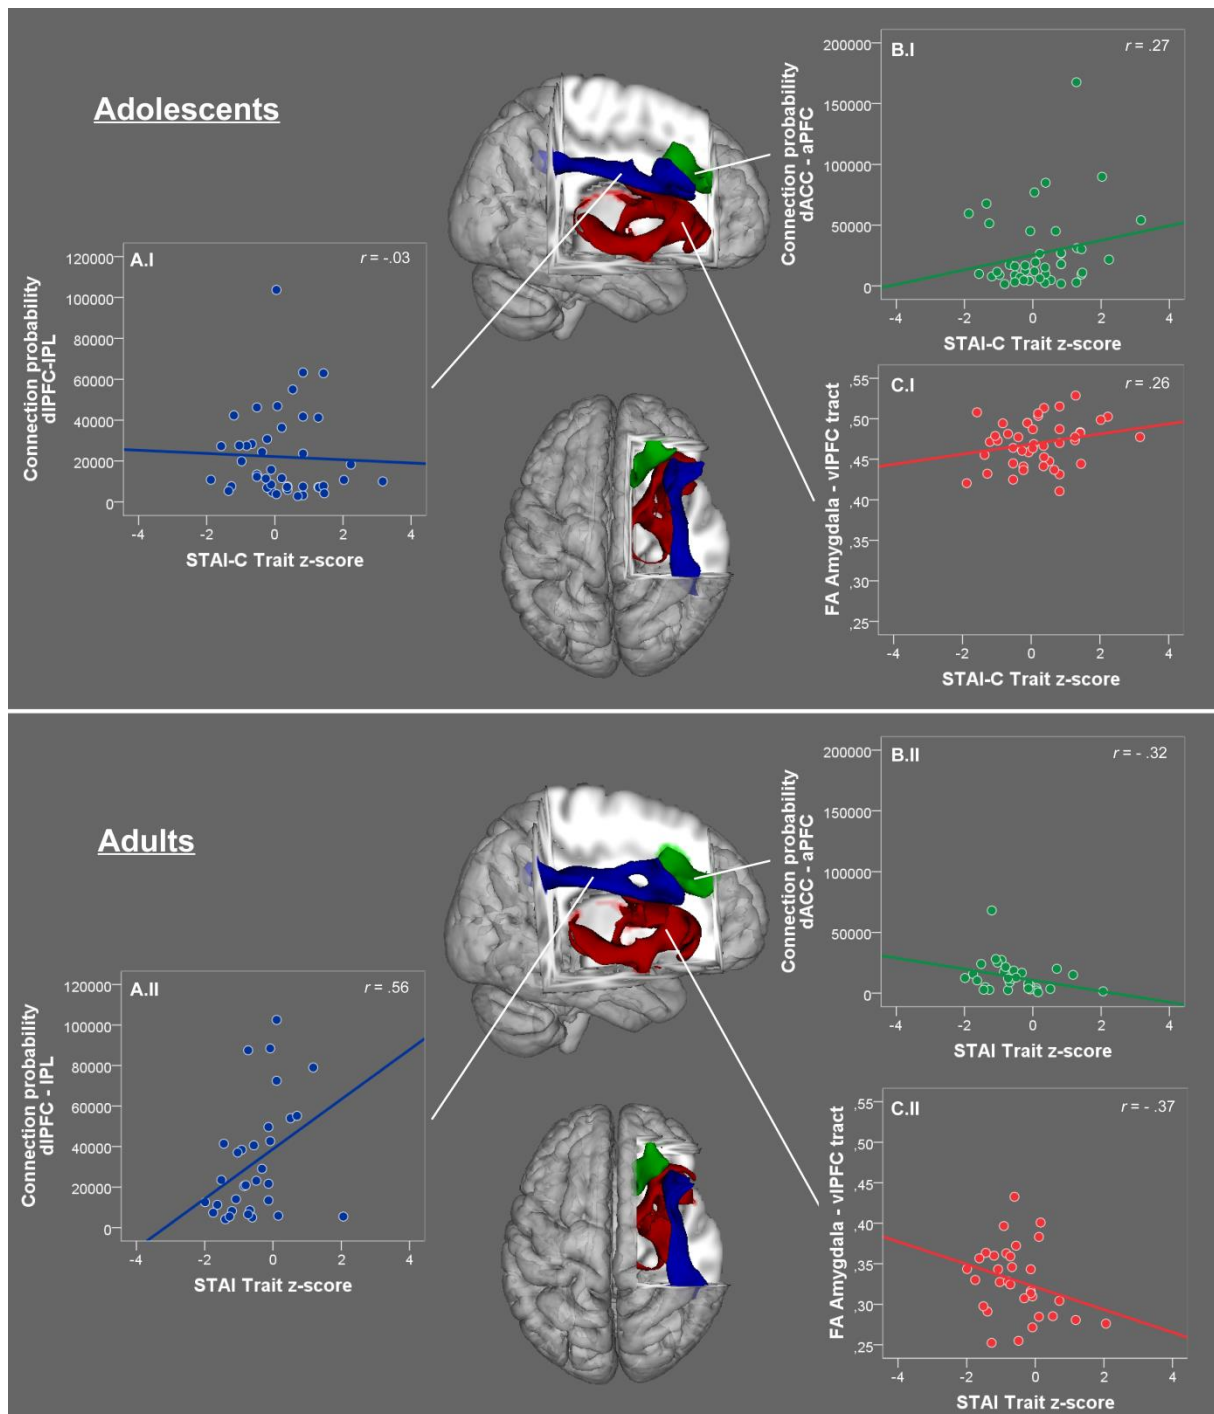 Adolescents
A.I
r = -.03
Connection probability
dlPFC-IPL
120000
100000
80000
60000
40000
20000
0
-4
-2
0
2
4
STAI-C Trait z-score
B.I
r = .27
Connection probability
dACC - aPFC
200000
150000
100000
50000
0
-4
-2
0
2
4
STAI-C Trait z-score
C.I
r = .26
FA Amygdala - vlPFC tract
,55
,50
,45
,40
,35
,30
,25
-4
-2
0
2
4
STAI-C Trait z-score
Adults
A.II
r = .56
Connection probability
dlPFC - IPL
120000
100000
80000
60000
40000
20000
0
-4
-2
0
2
4
STAI Trait z-score
B.II
r = - .32
Connection probability
dACC - aPFC
200000
150000
100000
50000
0
-4
-2
0
2
4
STAI Trait z-score
C.II
r = - .37
FA Amygdala - vlPFC tract
,55
,50
,45
,40
,35
,30
,25
-4
-2
0
2
4
STAI Trait z-score